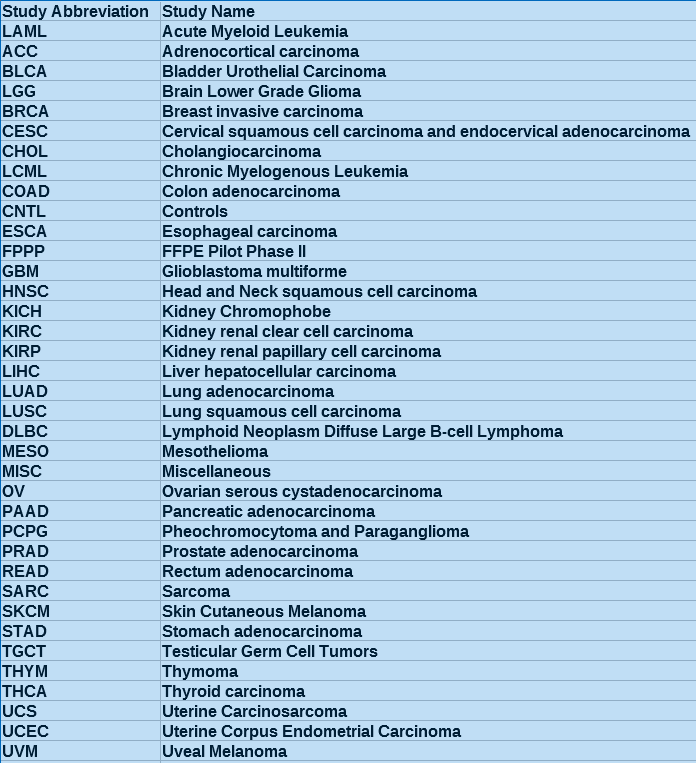 Study Abbreviation Study Name
LAML Acute Myeloid Leukemia
ACC Adrenocortical carcinoma
BLCA Bladder Urothelial Carcinoma
LGG Brain Lower Grade Glioma
BRCA Breast invasive carcinoma
CESC Cervical squamous cell carcinoma and endocervical adenocarcinoma
CHOL Cholangiocarcinoma
LCML Chronic Myelogenous Leukemia
COAD Colon adenocarcinoma
CNTL Controls
ESCA Esophageal carcinoma
FPPP FFPE Pilot Phase II
GBM Glioblastoma multiforme
HNSC Head and Neck squamous cell carcinoma
KICH Kidney Chromophobe
KIRC Kidney renal clear cell carcinoma
KIRP Kidney renal papillary cell carcinoma
LIHC Liver hepatocellular carcinoma
LUAD Lung adenocarcinoma
LUSC Lung squamous cell carcinoma
DLBC Lymphoid Neoplasm Diffuse Large B-cell Lymphoma
MESO Mesothelioma
MISC Miscellaneous
OV Ovarian serous cystadenocarcinoma
PAAD Pancreatic adenocarcinoma
PCPG Pheochromocytoma and Paraganglioma
PRAD Prostate adenocarcinoma
READ Rectum adenocarcinoma
SARC Sarcoma
SKCM Skin Cutaneous Melanoma
STAD Stomach adenocarcinoma
TGCT Testicular Germ Cell Tumors
THYM Thymoma
THCA Thyroid carcinoma
UCS Uterine Carcinosarcoma
UCEC Uterine Corpus Endometrial Carcinoma
UVM Uveal Melanoma